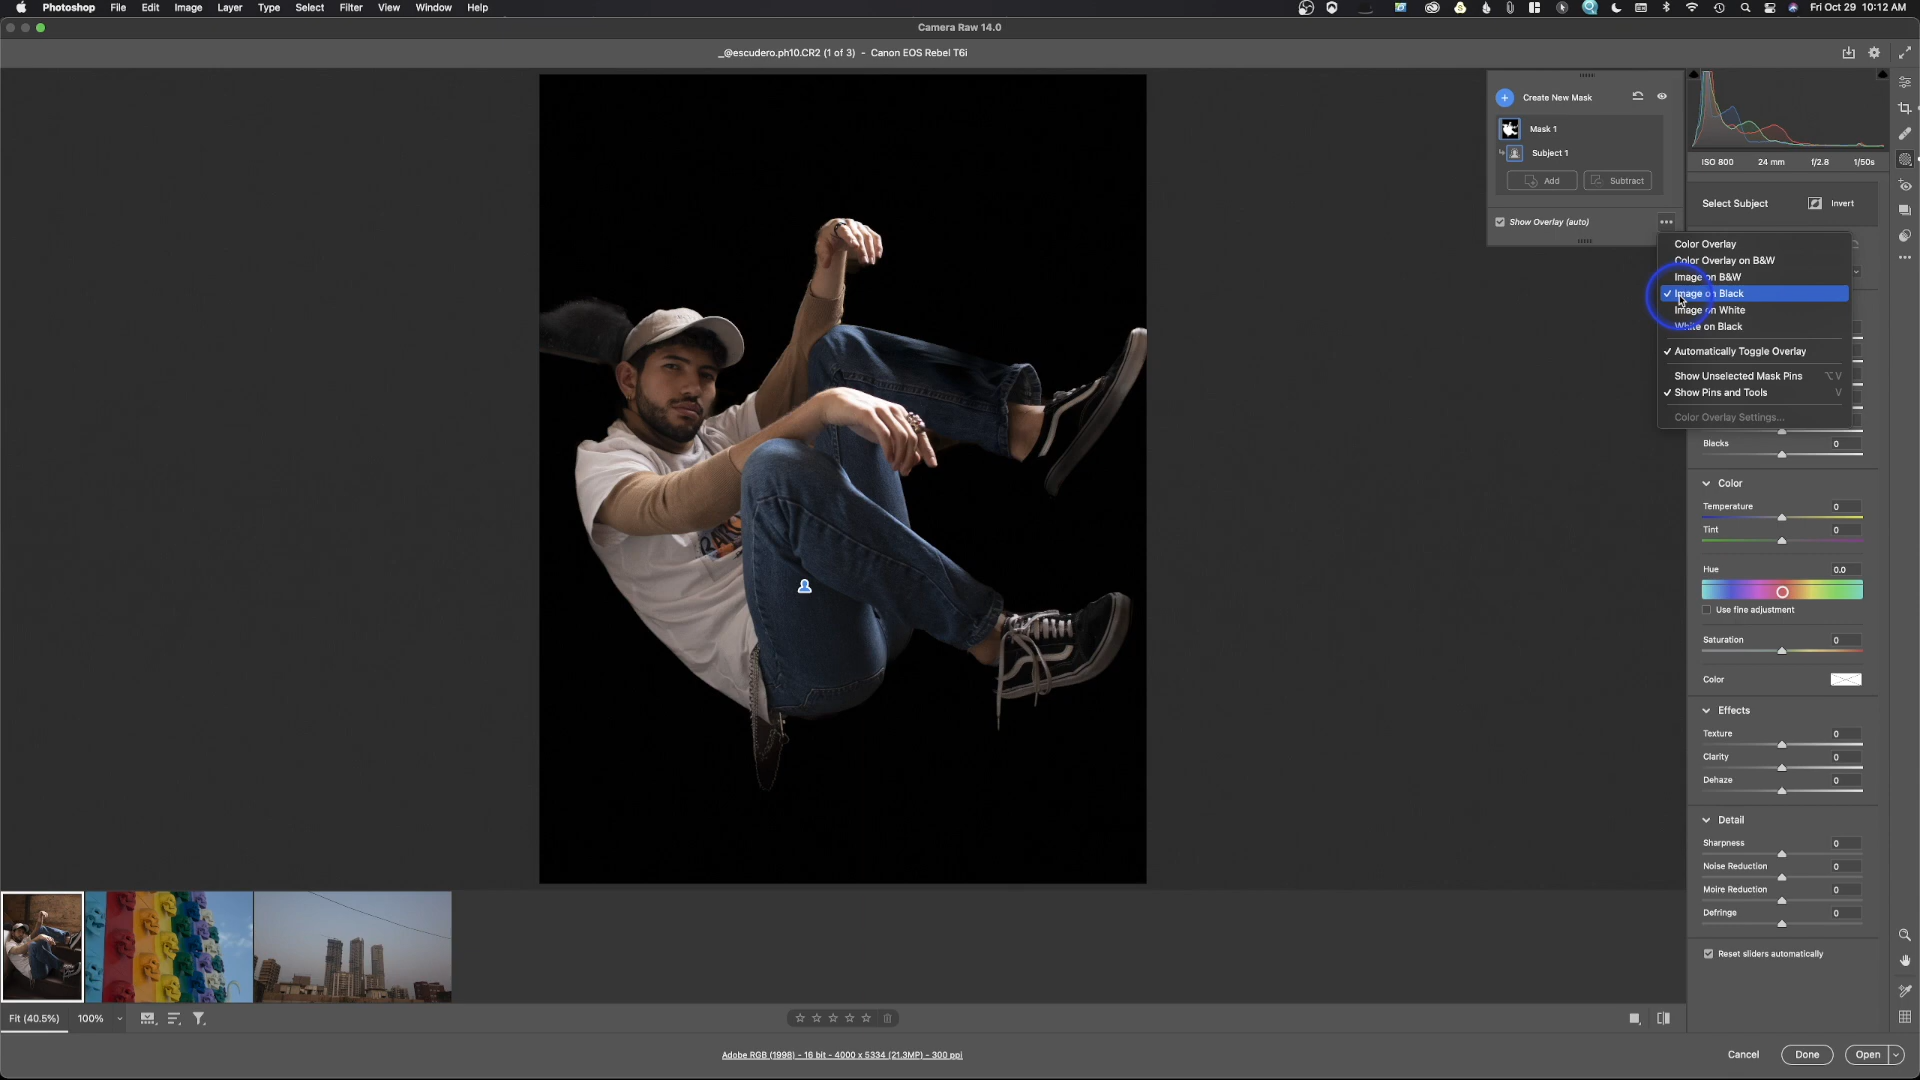 Photoshop File Edit Image Layer Type Select Filter View Window Help
Fri Oct 29 10:12 AM
Camera Raw 14.0
_@escudero.ph10.CR2 (1 of 3) - Canon EOS Rebel T6i
Create New Mask
Mask 1
Subject 1
Add Subtract
Show Overlay (auto)
ISO 800 24 mm f/2.8 1/50s
Select Subject Invert
Color Overlay
Color Overlay on B&W
Image on B&W
Image on Black
Image on White
White on Black
Automatically Toggle Overlay
Show Unselected Mask Pins ⌥V
Show Pins and Tools V
Color Overlay Settings...
Blacks 0
Color
Temperature 0
Tint 0
Hue 0.0
Use fine adjustment
Saturation 0
Color
Effects
Texture 0
Clarity 0
Dehaze 0
Detail
Sharpness 0
Noise Reduction 0
Moire Reduction 0
Defringe 0
Reset sliders automatically
Fit (40.5%) 100%
Adobe RGB (1998) - 16 bit - 4000 x 5334 (21.3MP) - 300 ppi
Cancel Done Open